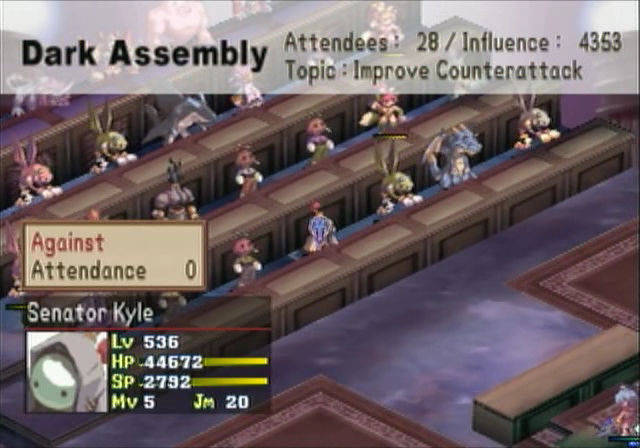 Dark Assembly
Attendees : 28 / Influence : 4353
Topic : Improve Counterattack
Against
Attendance 0
Senator Kyle
Lv 536
HP 44672
SP 2792
Mv 5 Jm 20